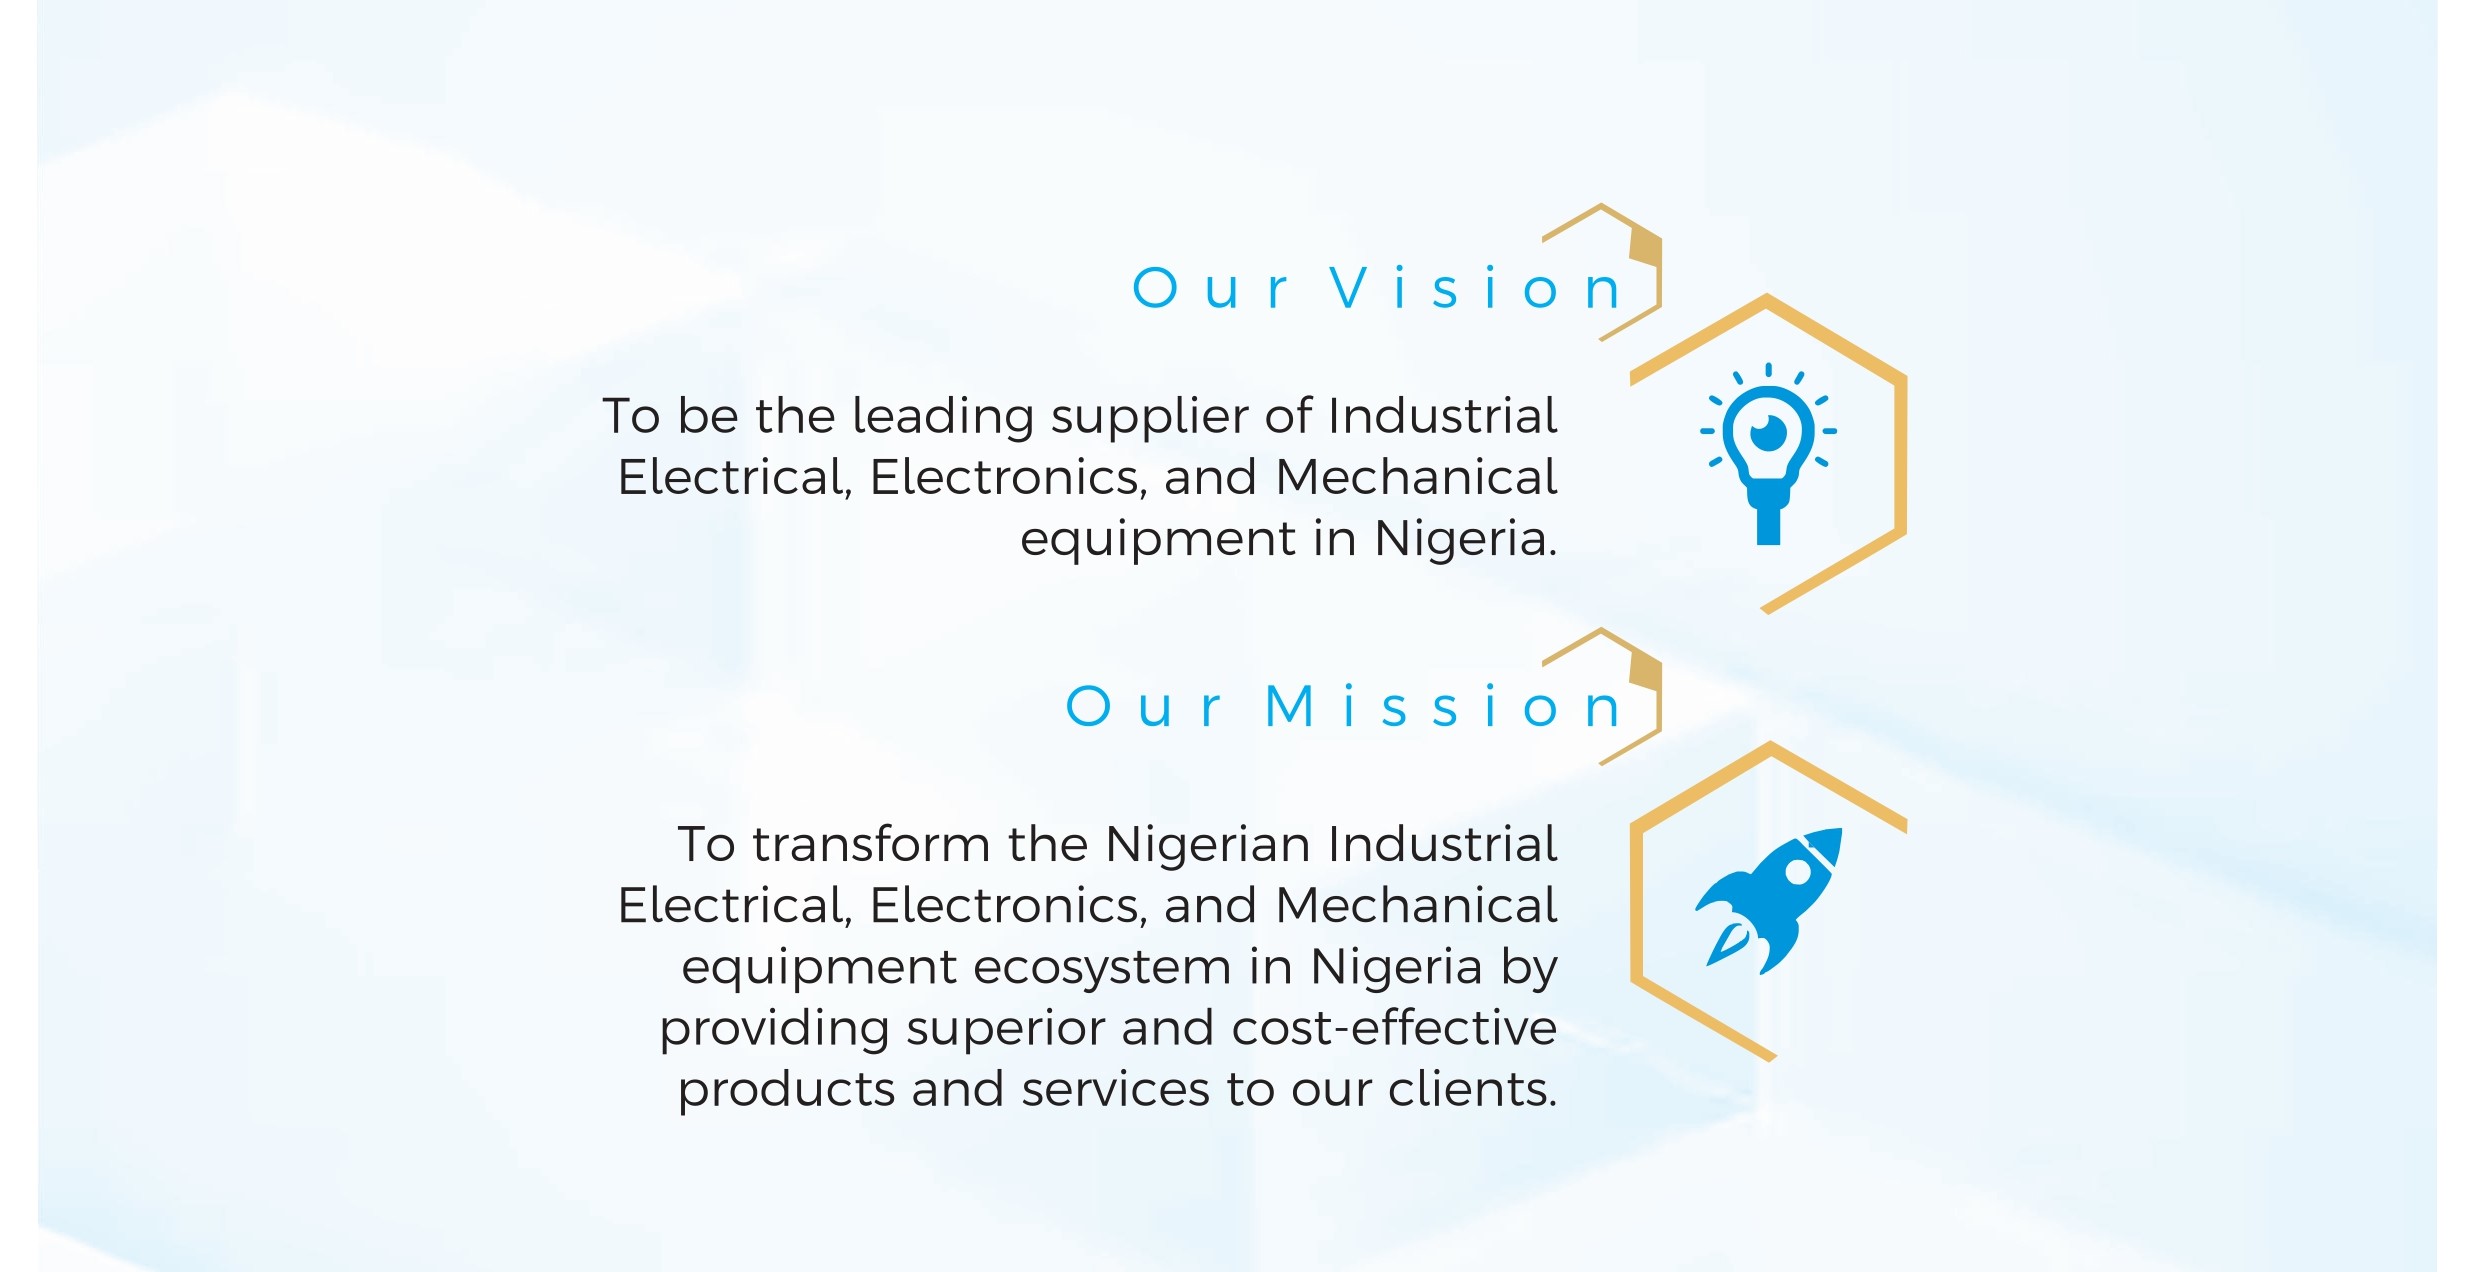 Our Vision
To be the leading supplier of Industrial
Electrical, Electronics, and Mechanical
equipment in Nigeria.
Our Mission
To transform the Nigerian Industrial
Electrical, Electronics, and Mechanical
equipment ecosystem in Nigeria by
providing superior and cost-effective
products and services to our clients.